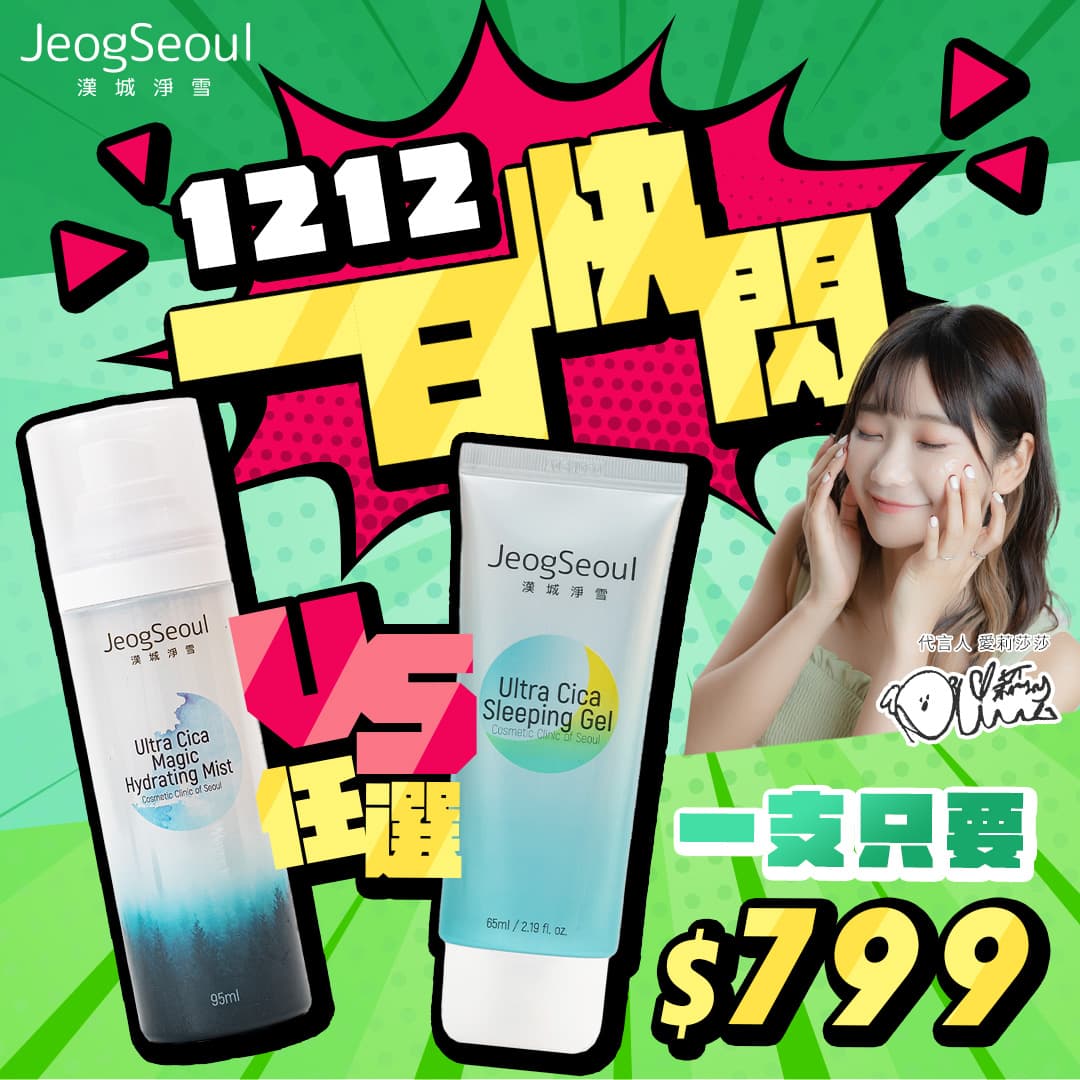 JeogSeoul
漢城淨雪
1212
一日快閃
JeogSeoul
漢城淨雪
Ultra Cica
Magic
Hydrating Mist
Cosmetic Clinic of Seoul
95ml
VS
任選
JeogSeoul
漢城淨雪
Ultra Cica
Sleeping Gel
Cosmetic Clinic of Seoul
65ml / 2.19 fl. oz.
代言人 愛莉莎莎
一支只要
$799